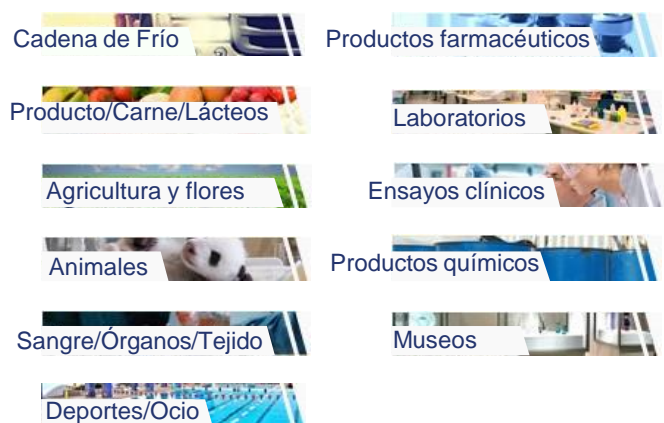 Cadena de Frío
Productos farmacéuticos
Producto/Carne/Lácteos
Laboratorios
Agricultura y flores
Ensayos clínicos
Animales
Productos químicos
Sangre/Órganos/Tejido
Museos
Deportes/Ocio